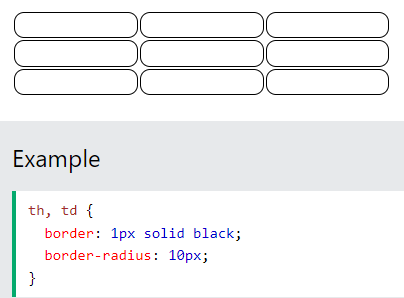 Example
th, td {
  border: 1px solid black;
  border-radius: 10px;
}